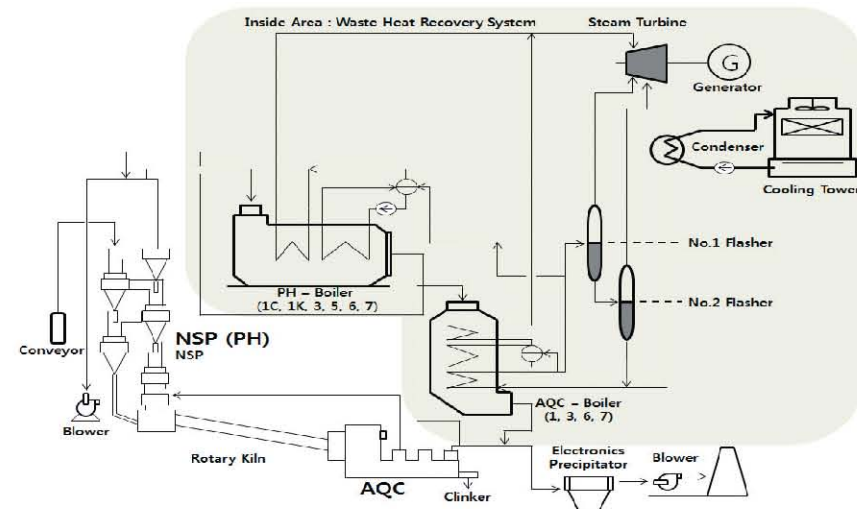 Inside Area : Waste Heat Recovery System
Steam Turbine
G
Generator
Condenser
Cooling Tower
No.1 Flasher
No.2 Flasher
PH – Boiler
(1C, 1K, 3, 5, 6, 7)
NSP (PH)
NSP
Conveyor
Blower
AQC – Boiler
(1, 3, 6, 7)
Rotary Kiln
AQC
Clinker
Electronics
Precipitator
Blower